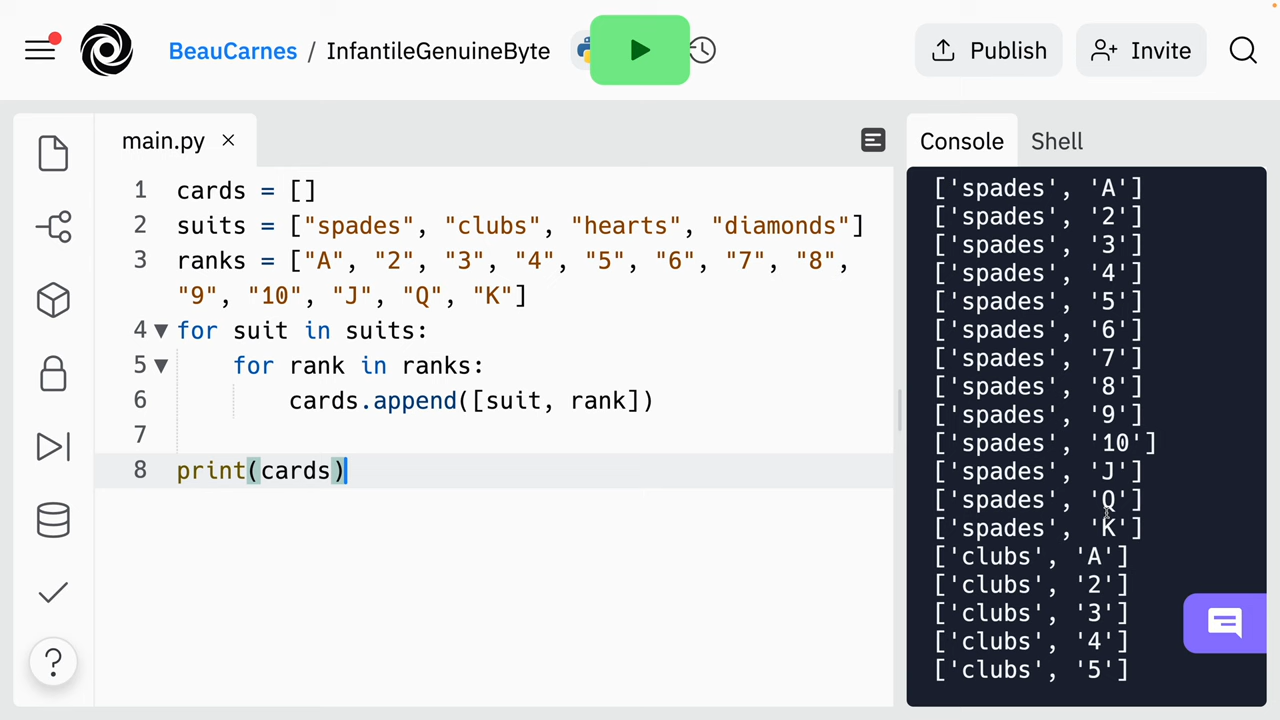 BeauCarnes / InfantileGenuineByte
Publish
Invite
main.py
Console
Shell
1 cards = []
2 suits = ["spades", "clubs", "hearts", "diamonds"]
3 ranks = ["A", "2", "3", "4", "5", "6", "7", "8",
"9", "10", "J", "Q", "K"]
4 for suit in suits:
5 for rank in ranks:
6 cards.append([suit, rank])
7
8 print(cards)
['spades', 'A']
['spades', '2']
['spades', '3']
['spades', '4']
['spades', '5']
['spades', '6']
['spades', '7']
['spades', '8']
['spades', '9']
['spades', '10']
['spades', 'J']
['spades', 'Q']
['spades', 'K']
['clubs', 'A']
['clubs', '2']
['clubs', '3']
['clubs', '4']
['clubs', '5']
?